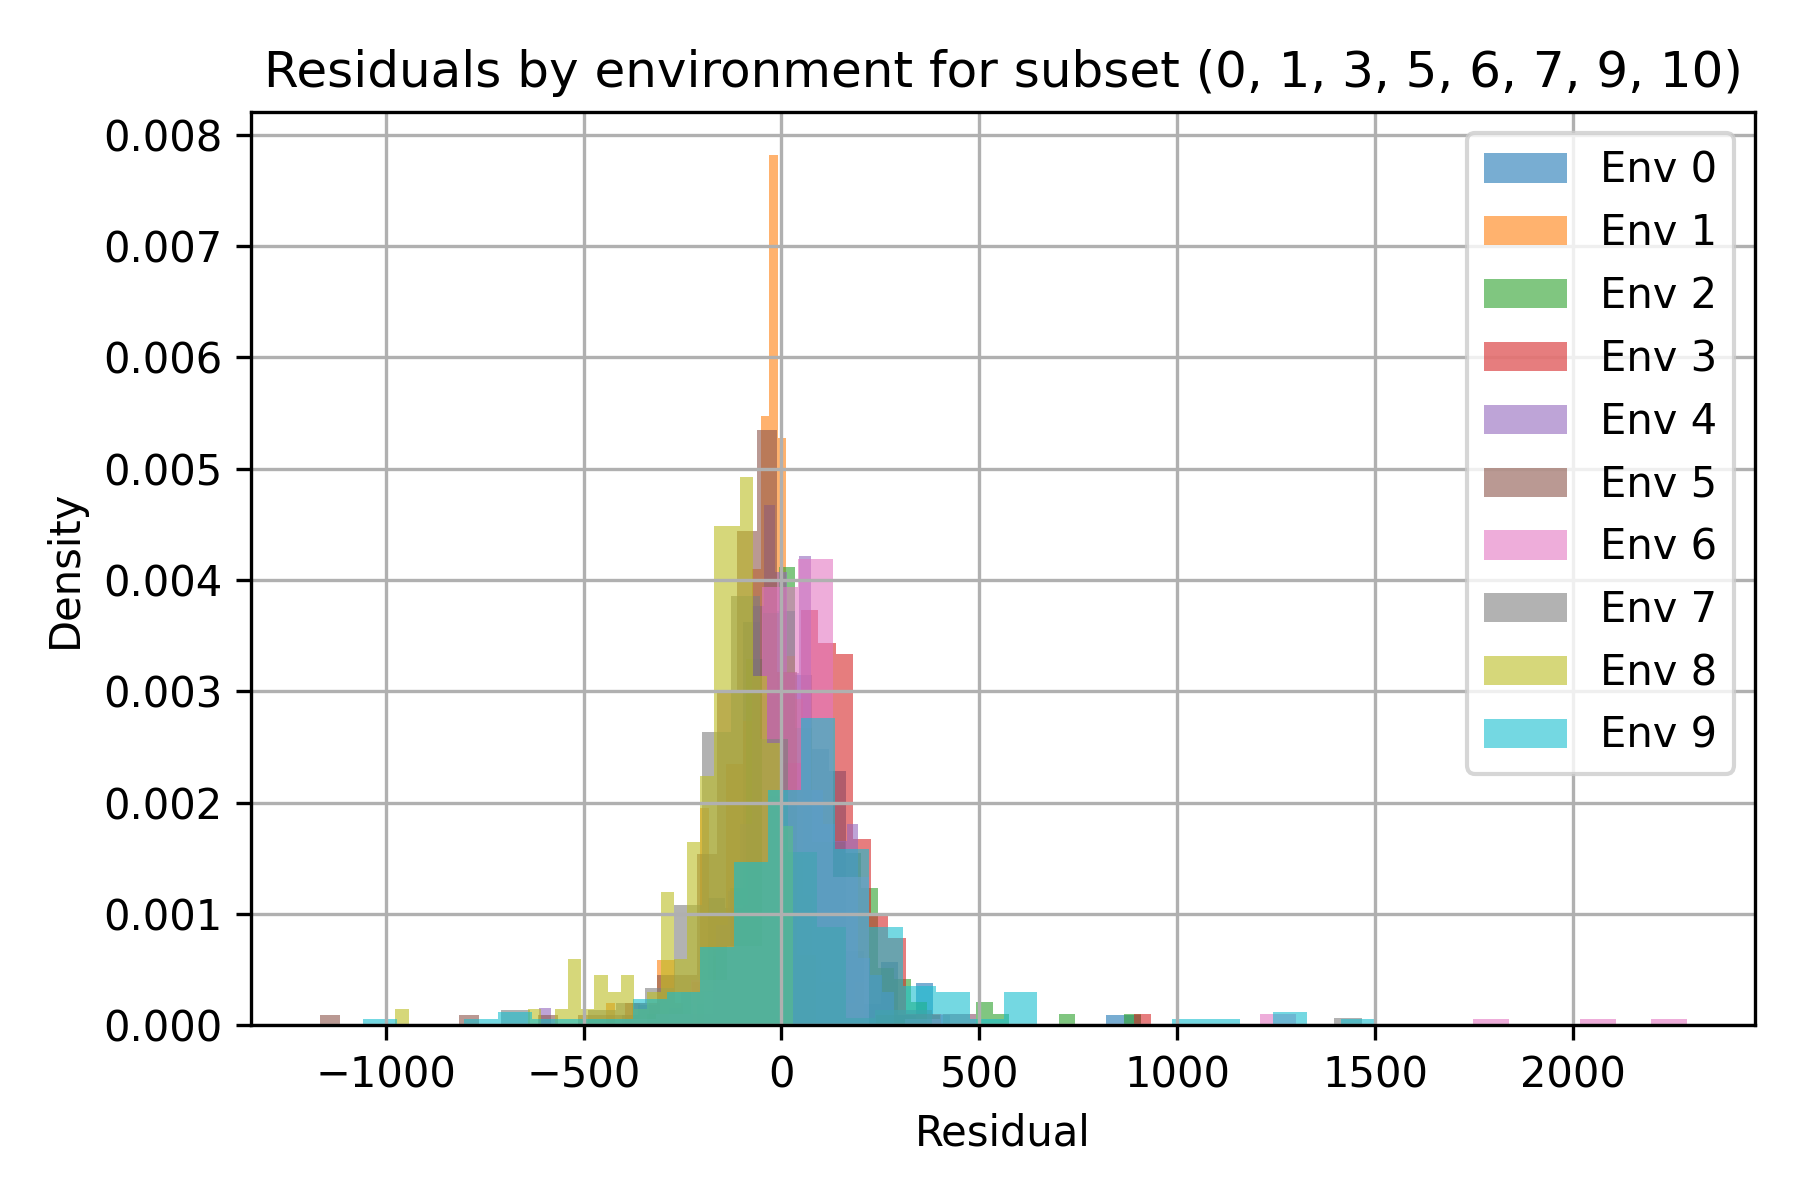 Residuals by environment for subset (0, 1, 3, 5, 6, 7, 9, 10)
0.008
0.007
0.006
0.005
0.004
0.003
0.002
0.001
0.000
Density
Env 0
Env 1
Env 2
Env 3
Env 4
Env 5
Env 6
Env 7
Env 8
Env 9
−1000 −500 0 500 1000 1500 2000
Residual